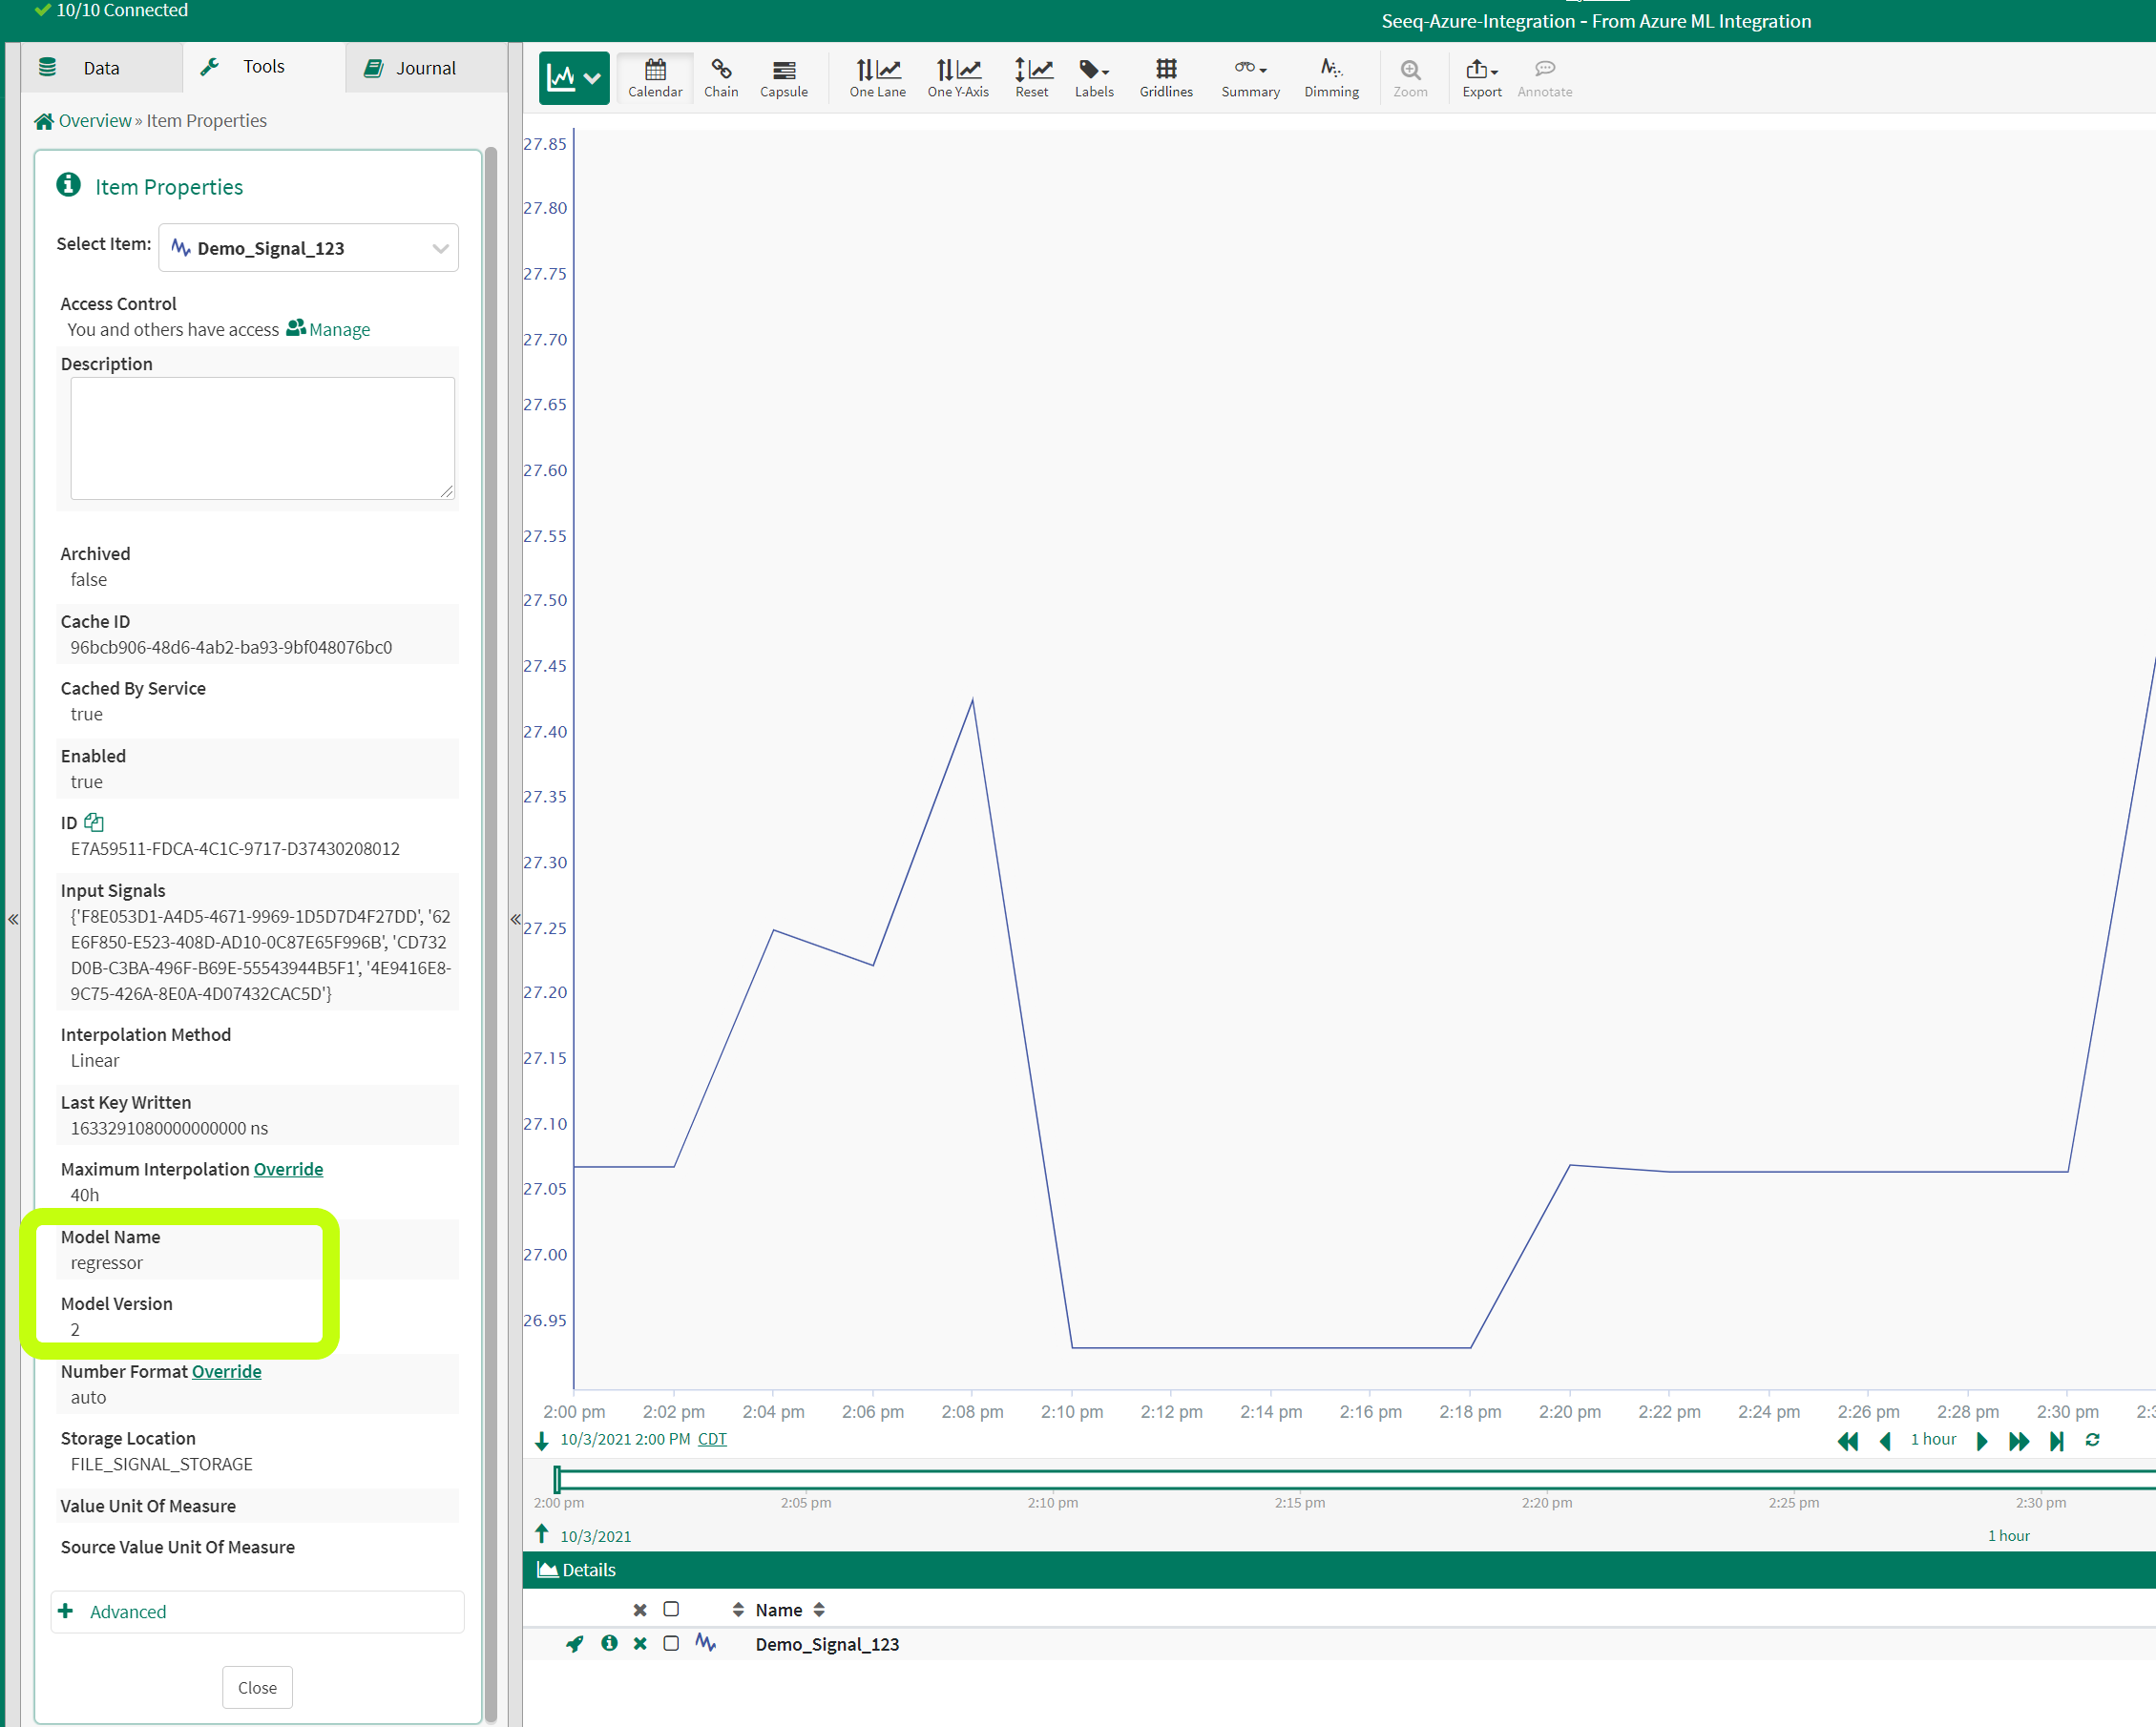 10/10 Connected
Seeq-Azure-Integration - From Azure ML Integration
Data
Tools
Journal
Calendar
Chain
Capsule
One Lane
One Y-Axis
Reset
Labels
Gridlines
Summary
Dimming
Zoom
Export
Annotate
Overview » Item Properties
Item Properties
Select Item:
Demo_Signal_123
Access Control
You and others have access Manage
Description
Archived
false
Cache ID
96bcb906-48d6-4ab2-ba93-9bf048076bc0
Cached By Service
true
Enabled
true
ID
E7A59511-FDCA-4C1C-9717-D37430208012
Input Signals
{'F8E053D1-A4D5-4671-9969-1D5D7D4F27DD', '62
E6F850-E523-408D-AD10-0C87E65F996B', 'CD732
D0B-C3BA-496F-B69E-55543944B5F1', '4E9416E8-
9C75-426A-8E0A-4D07432CAC5D'}
Interpolation Method
Linear
Last Key Written
1633291080000000000 ns
Maximum Interpolation Override
40h
Model Name
regressor
Model Version
2
Number Format Override
auto
Storage Location
FILE_SIGNAL_STORAGE
Value Unit Of Measure
Source Value Unit Of Measure
Advanced
Close
27.85
27.80
27.75
27.70
27.65
27.60
27.55
27.50
27.45
27.40
27.35
27.30
27.25
27.20
27.15
27.10
27.05
27.00
26.95
2:00 pm 2:02 pm 2:04 pm 2:06 pm 2:08 pm 2:10 pm 2:12 pm 2:14 pm 2:16 pm 2:18 pm 2:20 pm 2:22 pm 2:24 pm 2:26 pm 2:28 pm 2:30 pm
10/3/2021 2:00 PM CDT
1 hour
2:00 pm 2:05 pm 2:10 pm 2:15 pm 2:20 pm 2:25 pm 2:30 pm
10/3/2021
1 hour
Details
Name
Demo_Signal_123